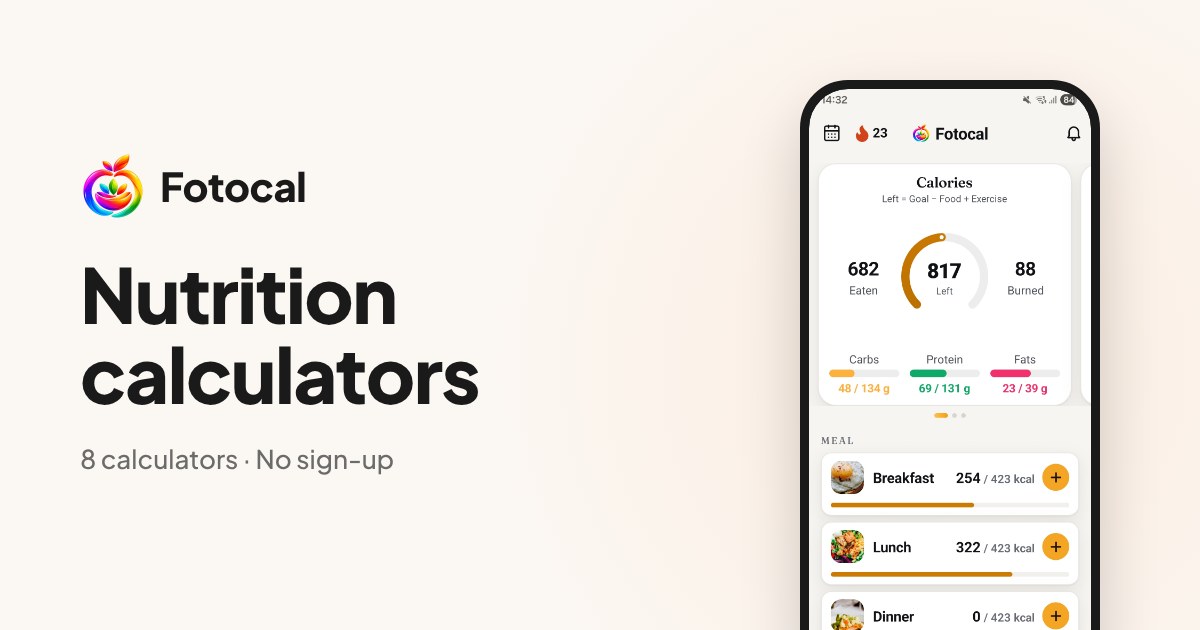 Fotocal
Nutrition
calculators
8 calculators · No sign-up
14:32
84
23
Fotocal
Calories
Left = Goal − Food + Exercise
682
Eaten
817
Left
88
Burned
Carbs
Protein
Fats
48 / 134 g
69 / 131 g
23 / 39 g
MEAL
Breakfast 254 / 423 kcal +
Lunch 322 / 423 kcal +
Dinner 0 / 423 kcal +